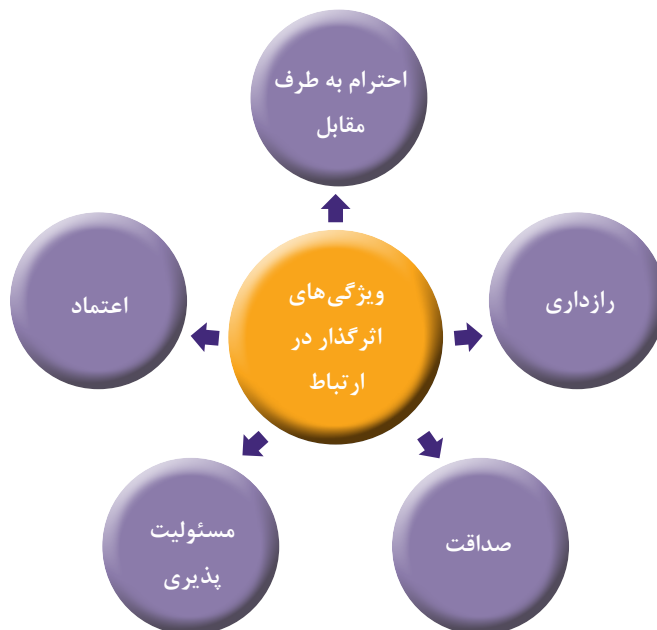 احترام به طرف
مقابل
رازداری
ویژگی‌های
اثرگذار در
ارتباط
اعتماد
صداقت
مسئولیت
پذیری